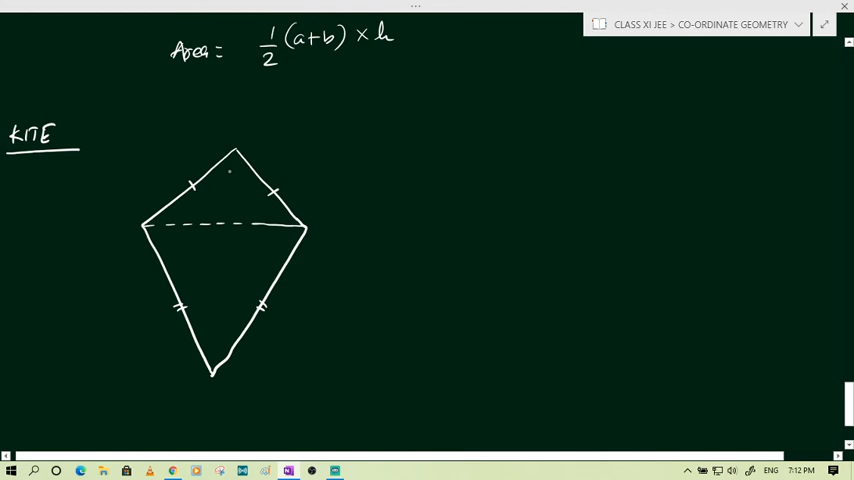 CLASS XI JEE > CO-ORDINATE GEOMETRY
Area = 1/2 (a+b) × h
KITE
ENG
7:12 PM